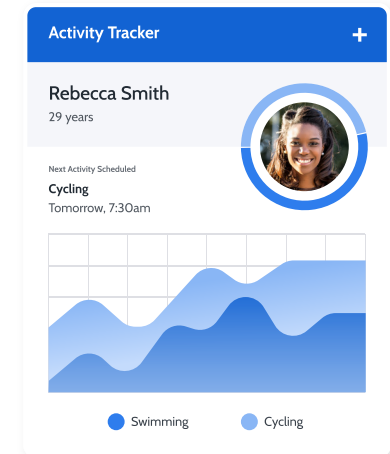 Activity Tracker +
Rebecca Smith
29 years
Next Activity Scheduled
Cycling
Tomorrow, 7:30am
Swimming Cycling